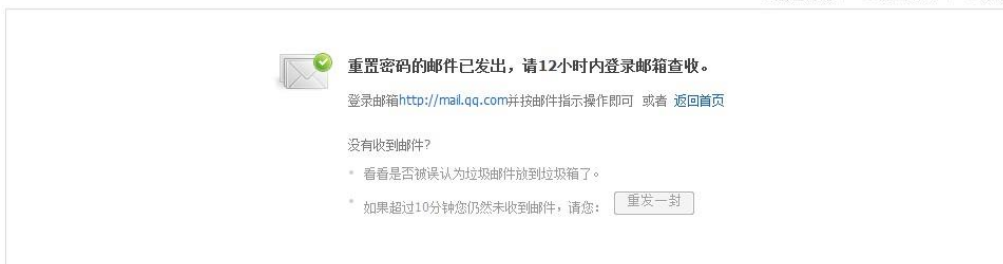 重置密码的邮件已发出，请12小时内登录邮箱查收。
登录邮箱http://mail.qq.com并按邮件指示操作即可 或者 返回首页
没有收到邮件?
看看是否被误认为垃圾邮件放到垃圾箱了。
如果超过10分钟您仍然未收到邮件，请您： 重发一封